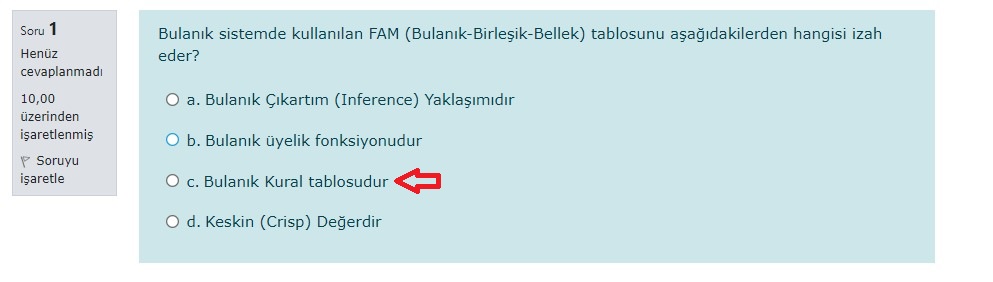 Soru 1
Henüz
cevaplanmadı
10,00
üzerinden
işaretlenmiş
Soruyu
işaretle
Bulanık sistemde kullanılan FAM (Bulanık-Birleşik-Bellek) tablosunu aşağıdakilerden hangisi izah
eder?
a. Bulanık Çıkartım (Inference) Yaklaşımıdır
b. Bulanık üyelik fonksiyonudur
c. Bulanık Kural tablosudur
d. Keskin (Crisp) Değerdir